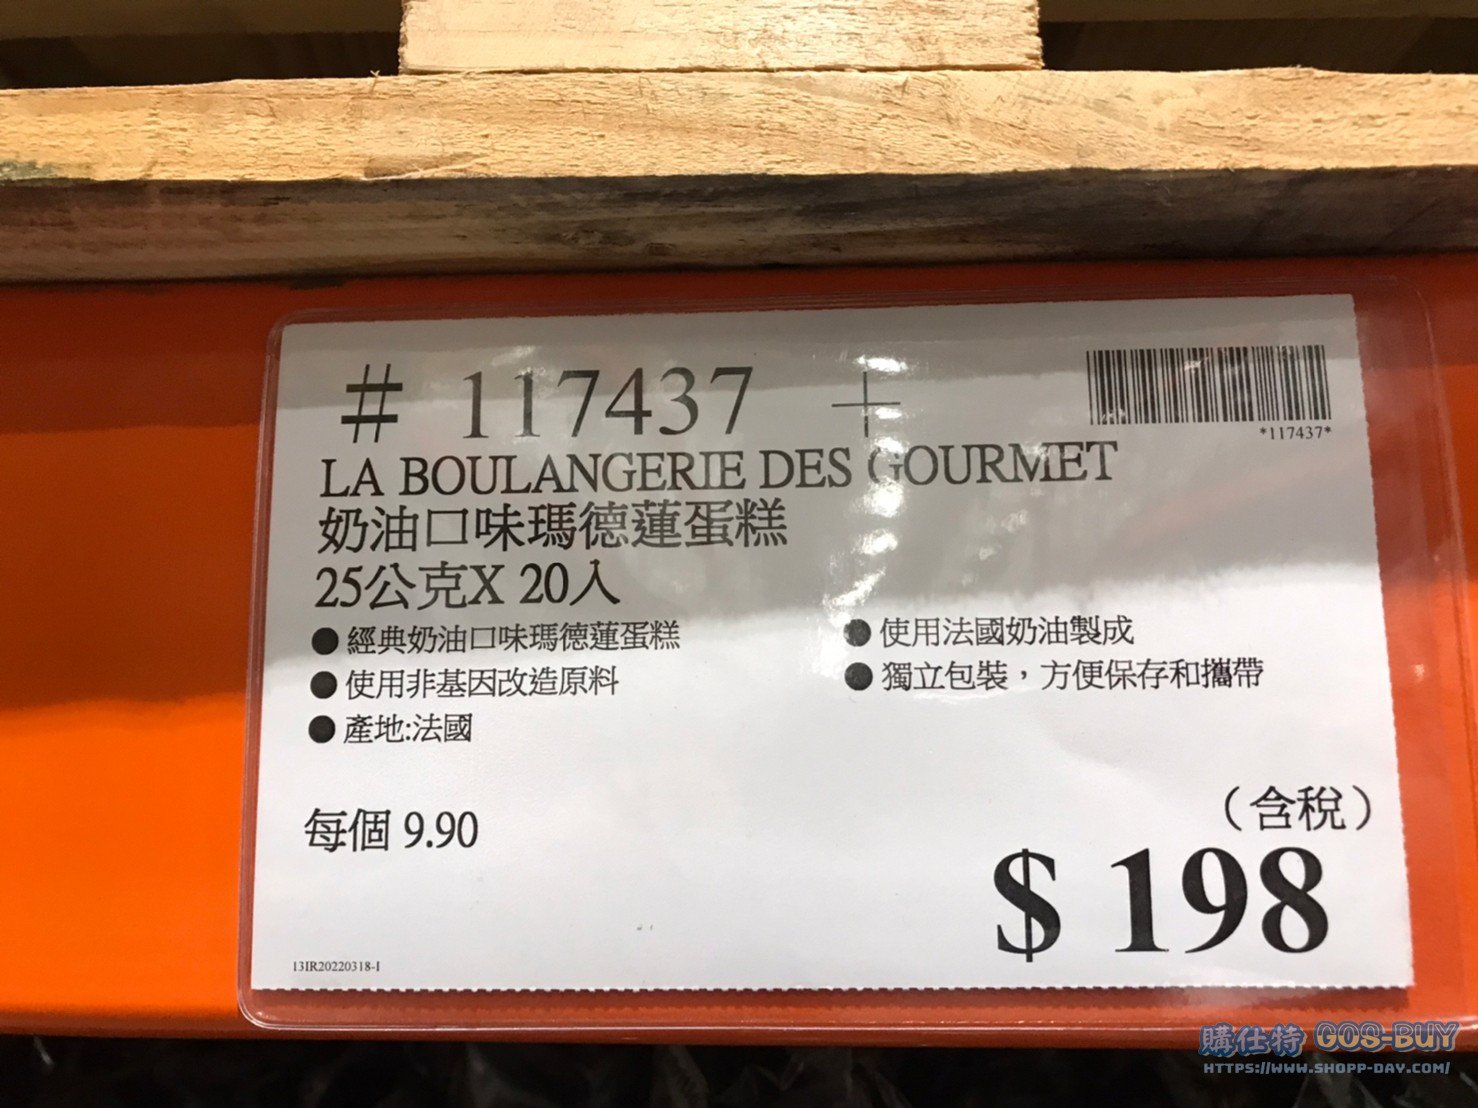 # 117437 +
*117437*
LA BOULANGERIE DES GOURMET
奶油口味瑪德蓮蛋糕
25公克X 20入
● 經典奶油口味瑪德蓮蛋糕
● 使用法國奶油製成
● 使用非基因改造原料
● 獨立包裝，方便保存和攜帶
● 產地:法國
每個 9.90
（含稅）
$ 198
13IR20220318-I
購仕特 GOS-BUY
HTTPS://WWW.SHOPP-DAY.COM/